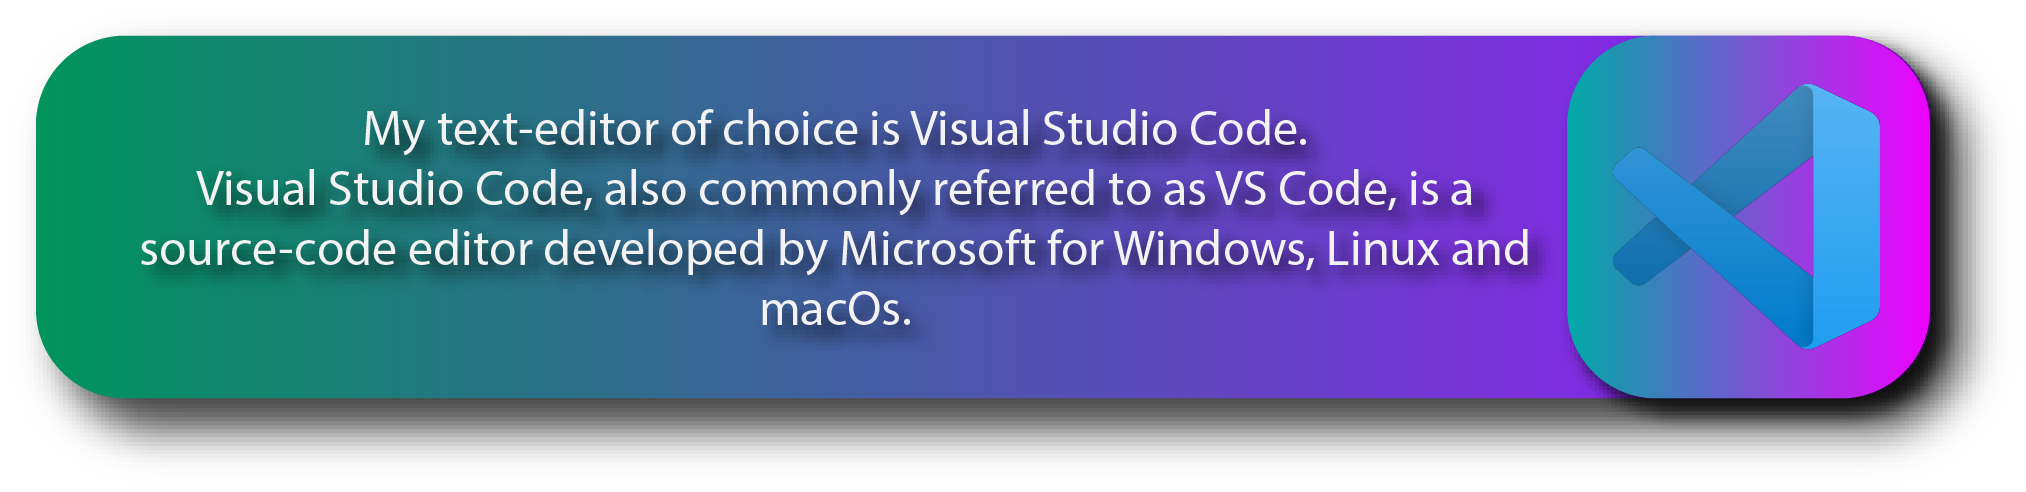 My text-editor of choice is Visual Studio Code.
Visual Studio Code, also commonly referred to as VS Code, is a
source-code editor developed by Microsoft for Windows, Linux and
macOs.